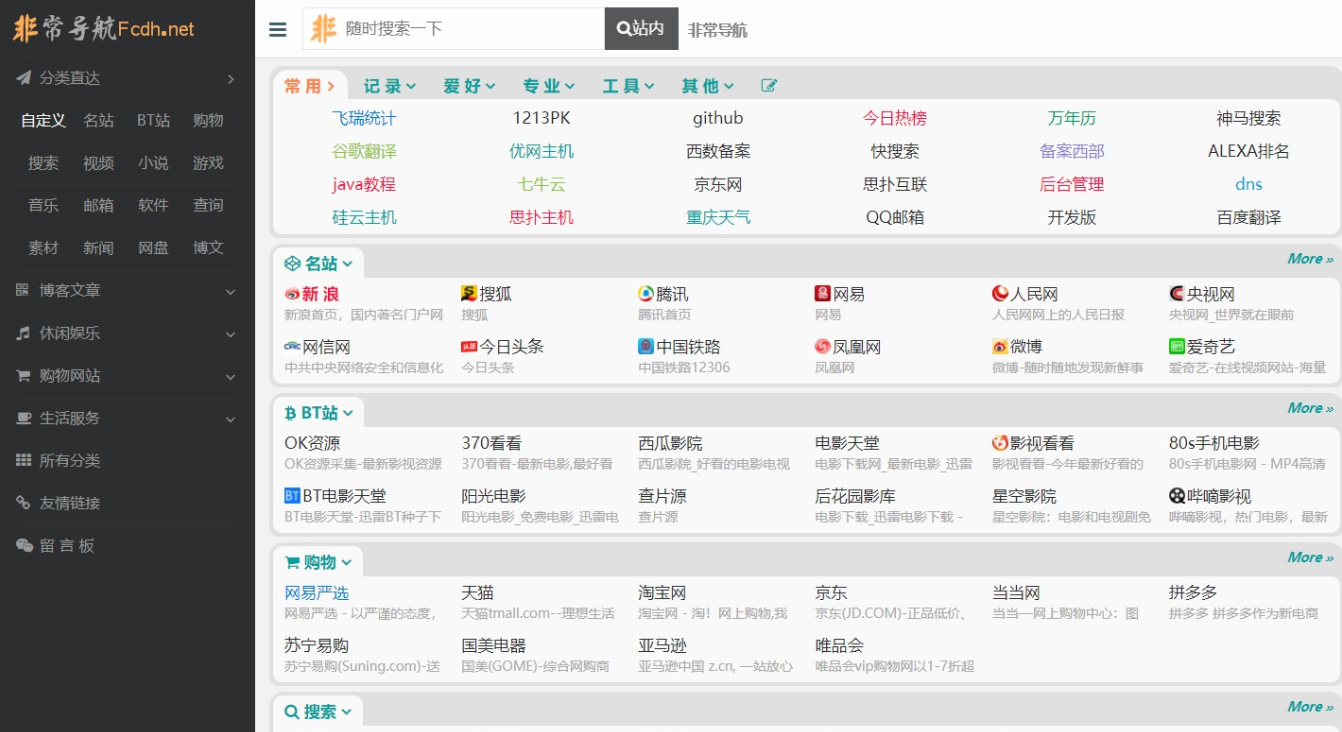 非常导航Fcdh.net
随时搜索一下
站内
非常导航
分类直达
自定义 名站 BT站 购物
搜索 视频 小说 游戏
音乐 邮箱 软件 查询
素材 新闻 网盘 博文
博客文章
休闲娱乐
购物网站
生活服务
所有分类
友情链接
留 言 板
常 用 记 录 爱 好 专 业 工 具 其 他
飞瑞统计 1213PK github 今日热榜 万年历 神马搜索
谷歌翻译 优网主机 西数备案 快搜索 备案西部 ALEXA排名
java教程 七牛云 京东网 思扑互联 后台管理 dns
硅云主机 思扑主机 重庆天气 QQ邮箱 开发版 百度翻译
名站 More »
新 浪 搜狐 腾讯 网易 人民网 央视网
新浪首页，国内著名门户网 搜狐 腾讯首页 网易 人民网网上的人民日报 央视网_世界就在眼前
网信网 头条 今日头条 中国铁路 凤凰网 微博 爱奇艺
中共中央网络安全和信息化 今日头条 中国铁路12306 凤凰网 微博-随时随地发现新鲜事 爱奇艺-在线视频网站-海量
BT站 More »
OK资源 370看看 西瓜影院 电影天堂 影视看看 80s手机电影
OK资源采集-最新影视资源 370看看-最新电影,最好看 西瓜影院_好看的电影电视 电影下载网_最新电影_迅雷 影视看看-今年最新好看的 80s手机电影网 - MP4高清
BT BT电影天堂 阳光电影 查片源 后花园影库 星空影院 哔嘀影视
BT电影天堂-迅雷BT种子下 阳光电影_免费电影_迅雷电 查片源 电影下载_迅雷电影下载 - 星空影院：电影和电视剧免 哔嘀影视，热门电影，最新
购物 More »
网易严选 天猫 淘宝网 京东 当当网 拼多多
网易严选 - 以严谨的态度， 天猫tmall.com--理想生活 淘宝网 - 淘！网上购物,我 京东(JD.COM)-正品低价、 当当—网上购物中心：图 拼多多 拼多多作为新电商
苏宁易购 国美电器 亚马逊 唯品会
苏宁易购(Suning.com)-送 国美(GOME)-综合网购商 亚马逊中国 z.cn, 一站放心 唯品会vip购物网以1-7折超
搜索 More »